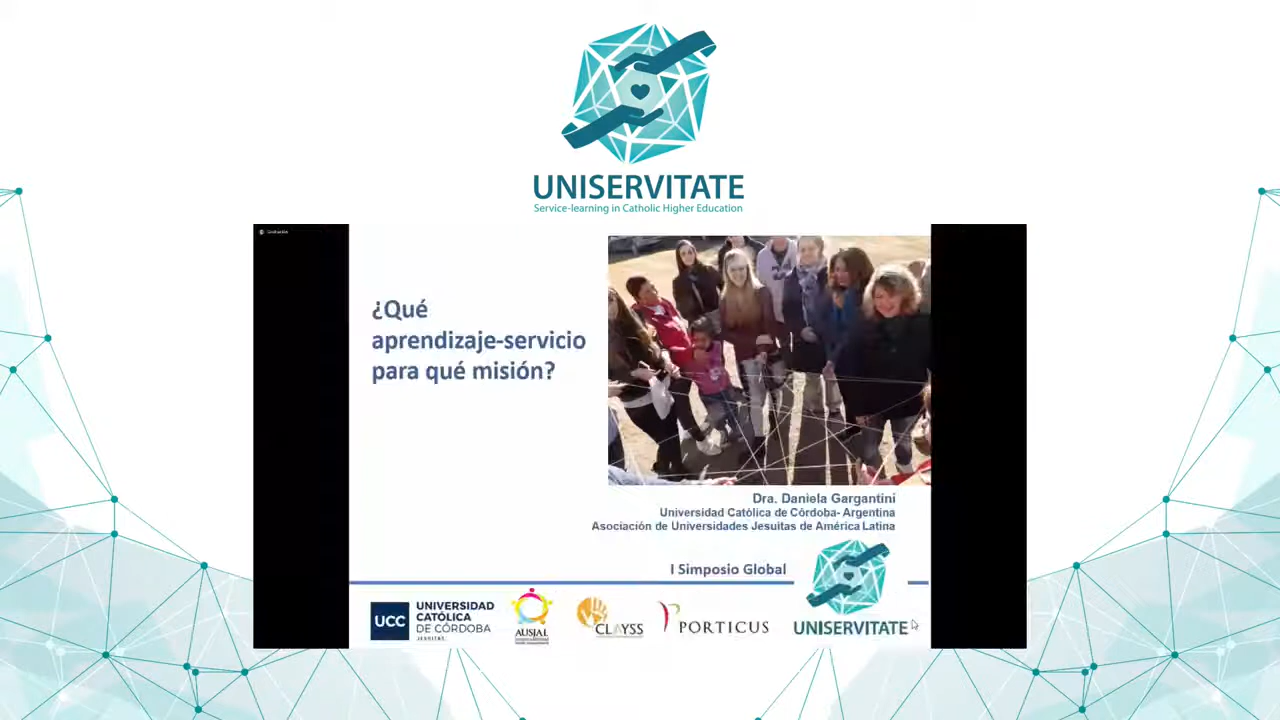 UNISERVITATE
Service-learning in Catholic Higher Education
¿Qué
aprendizaje-servicio
para qué misión?
Dra. Daniela Gargantini
Universidad Católica de Córdoba- Argentina
Asociación de Universidades Jesuitas de América Latina
I Simposio Global
UCC
UNIVERSIDAD
CATÓLICA
DE CÓRDOBA
JESUITAS
AUSJAL
CLAYSS
PORTICUS
UNISERVITATE